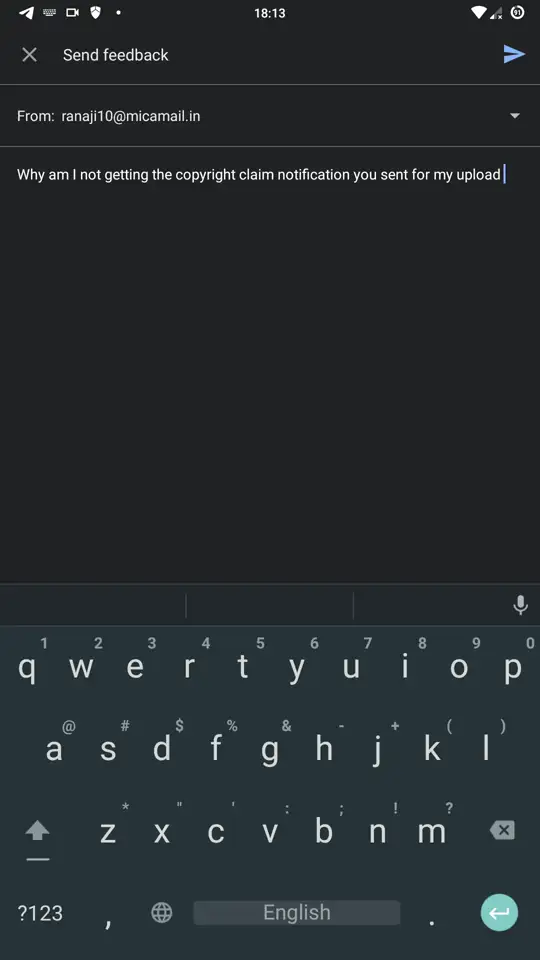 18:13
91
Send feedback
From: ranaji10@micamail.in
Why am I not getting the copyright claim notification you sent for my upload
1 2 3 4 5 6 7 8 9 0
q w e r t y u i o p
@ # $ % & - + ( )
a s d f g h j k l
* " ' : ; ! ?
z x c v b n m
?123 , English .